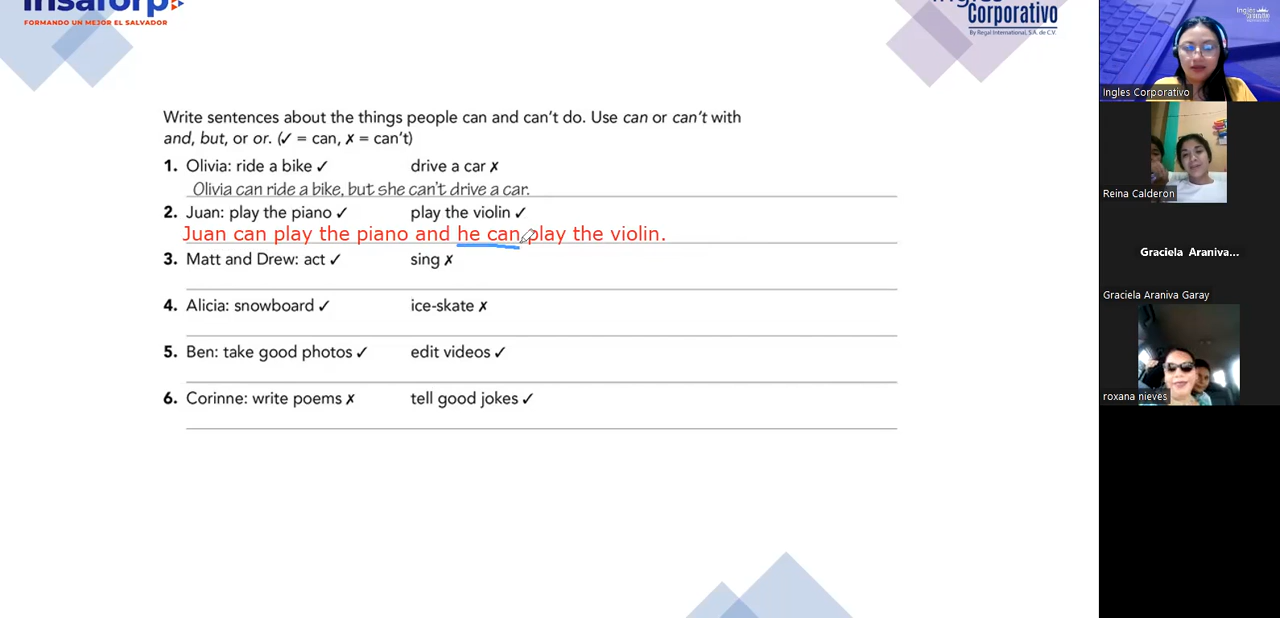 FORMANDO UN MEJOR EL SALVADOR
Corporativo
By Regal International, S.A. de C.V.
Write sentences about the things people can and can't do. Use can or can't with
and, but, or or. (✓ = can, ✗ = can't)
1. Olivia: ride a bike ✓ drive a car ✗
Olivia can ride a bike, but she can't drive a car.
2. Juan: play the piano ✓ play the violin ✓
Juan can play the piano and he can play the violin.
3. Matt and Drew: act ✓ sing ✗
4. Alicia: snowboard ✓ ice-skate ✗
5. Ben: take good photos ✓ edit videos ✓
6. Corinne: write poems ✗ tell good jokes ✓
Ingles Corporativo
Reina Calderon
Graciela Araniva...
Graciela Araniva Garay
roxana nieves